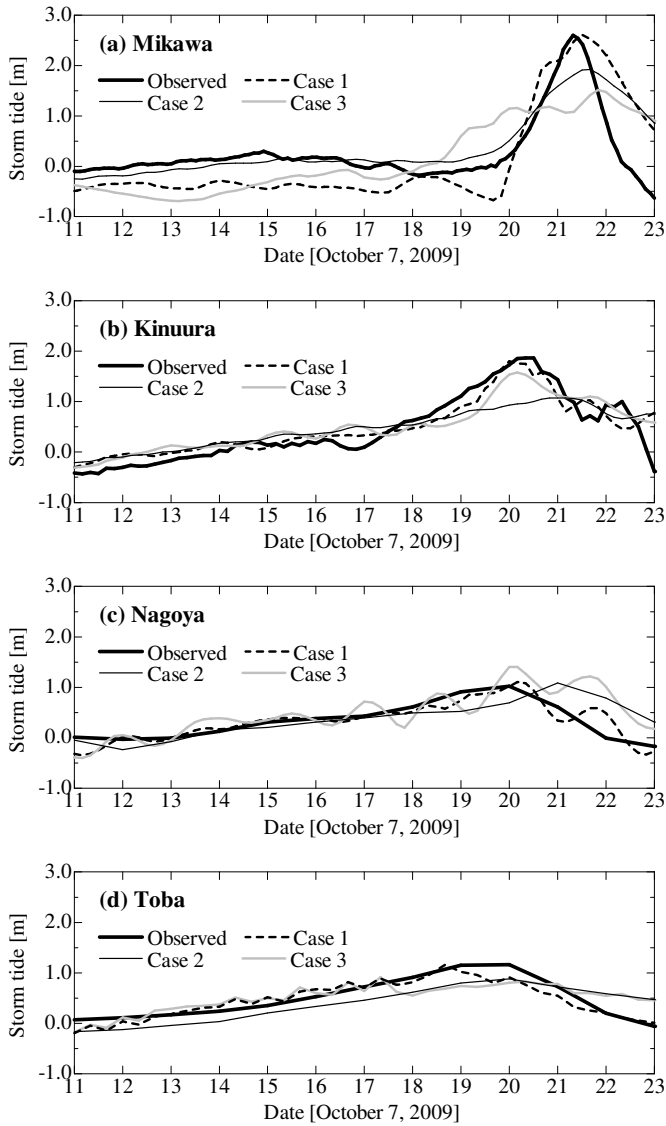 3.0
(a) Mikawa
2.0
Observed Case 1
Case 2 Case 3
1.0
0.0
-1.0
Storm tide [m]
11 12 13 14 15 16 17 18 19 20 21 22 23
Date [October 7, 2009]
3.0
(b) Kinuura
2.0
Observed Case 1
Case 2 Case 3
1.0
0.0
-1.0
Storm tide [m]
11 12 13 14 15 16 17 18 19 20 21 22 23
Date [October 7, 2009]
3.0
(c) Nagoya
2.0
Observed Case 1
Case 2 Case 3
1.0
0.0
-1.0
Storm tide [m]
11 12 13 14 15 16 17 18 19 20 21 22 23
Date [October 7, 2009]
3.0
(d) Toba
2.0
Observed Case 1
Case 2 Case 3
1.0
0.0
-1.0
Storm tide [m]
11 12 13 14 15 16 17 18 19 20 21 22 23
Date [October 7, 2009]